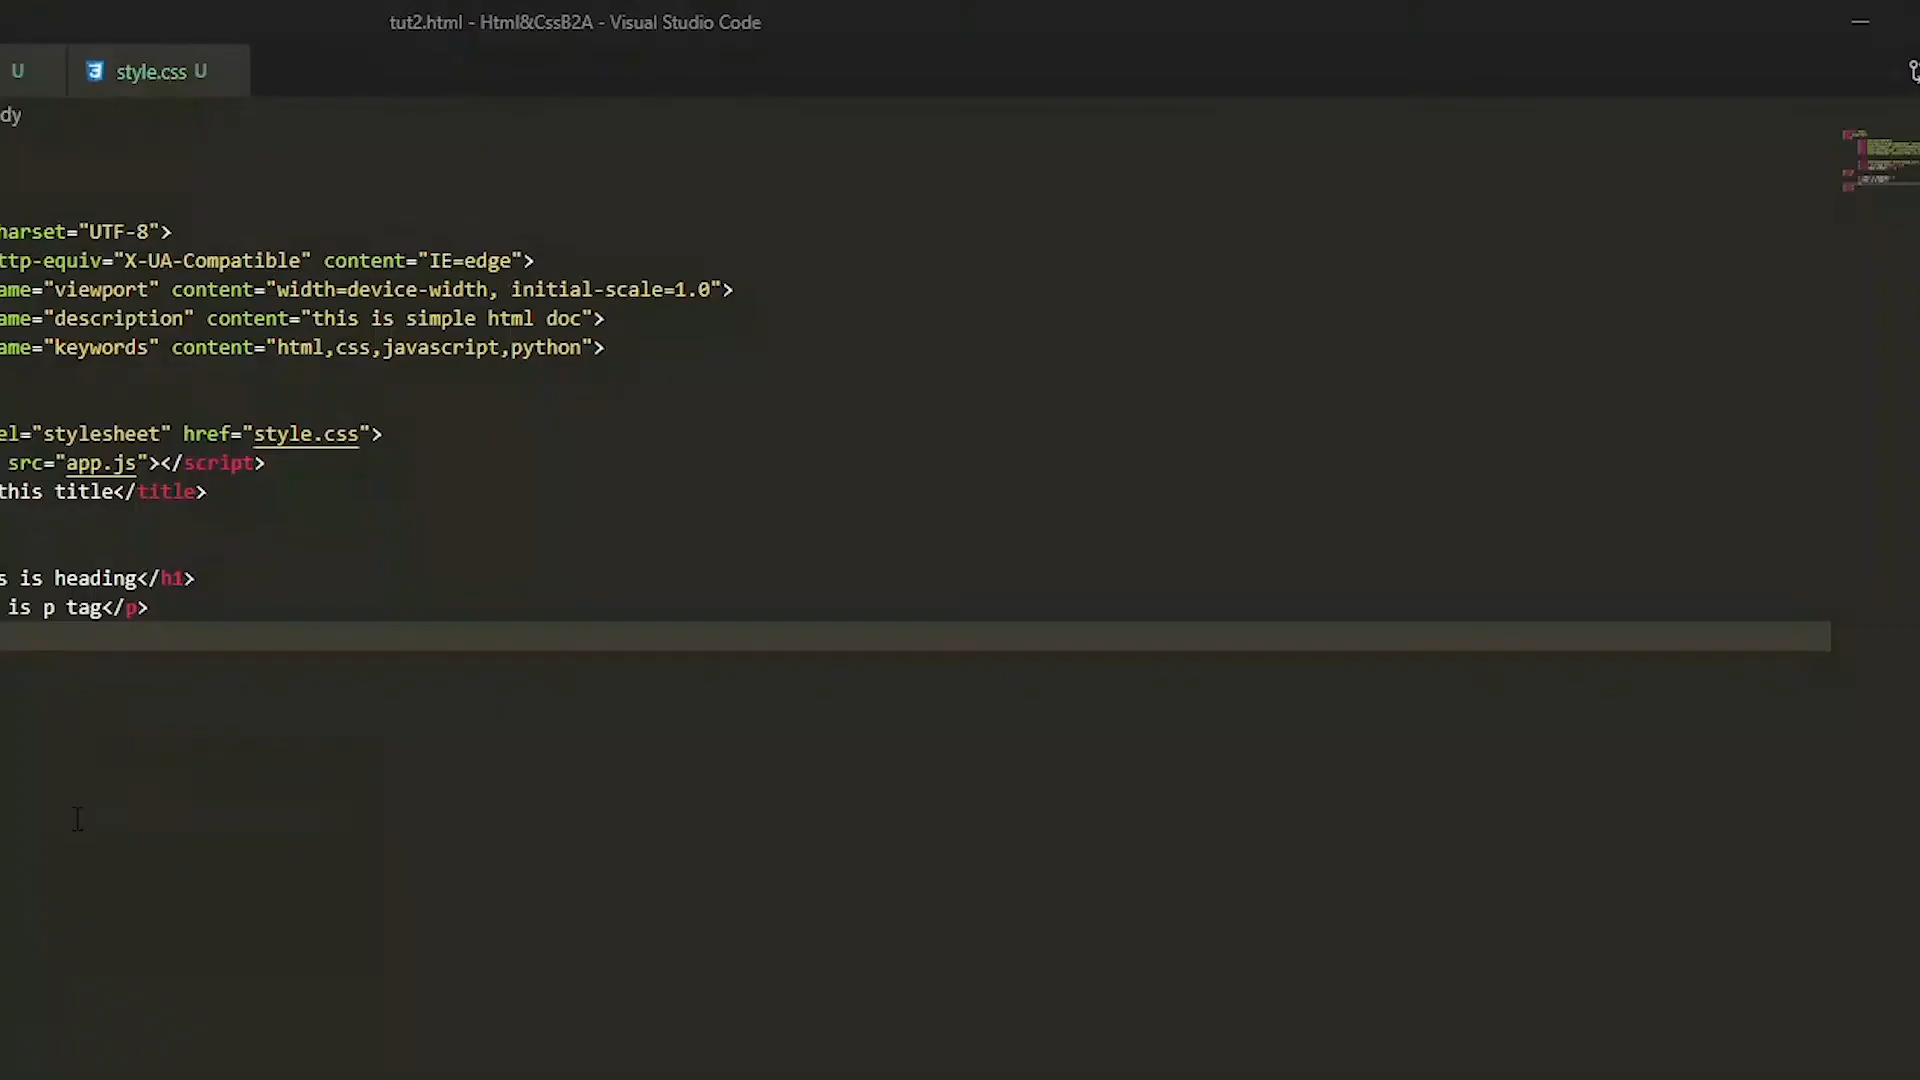 tut2.html - Html&CssB2A - Visual Studio Code
U style.css U
dy
harset="UTF-8">
ttp-equiv="X-UA-Compatible" content="IE=edge">
ame="viewport" content="width=device-width, initial-scale=1.0">
ame="description" content="this is simple html doc">
ame="keywords" content="html,css,javascript,python">
el="stylesheet" href="style.css">
src="app.js"></script>
this title</title>
s is heading</h1>
is p tag</p>